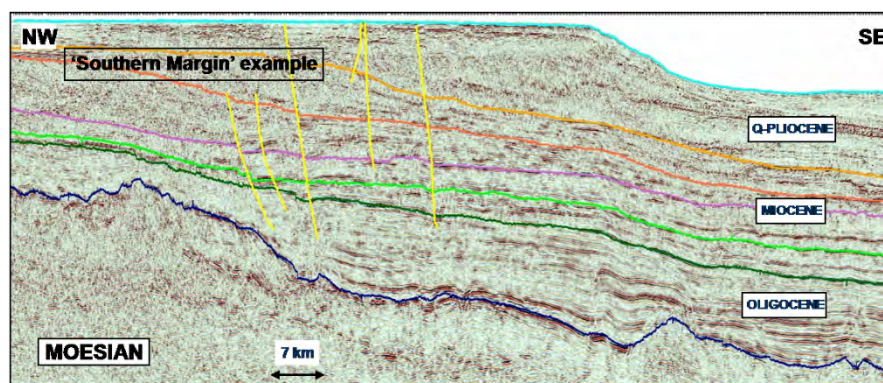 NW
SE
'Southern Margin' example
Q-PLIOCENE
MIOCENE
OLIGOCENE
MOESIAN
7 km